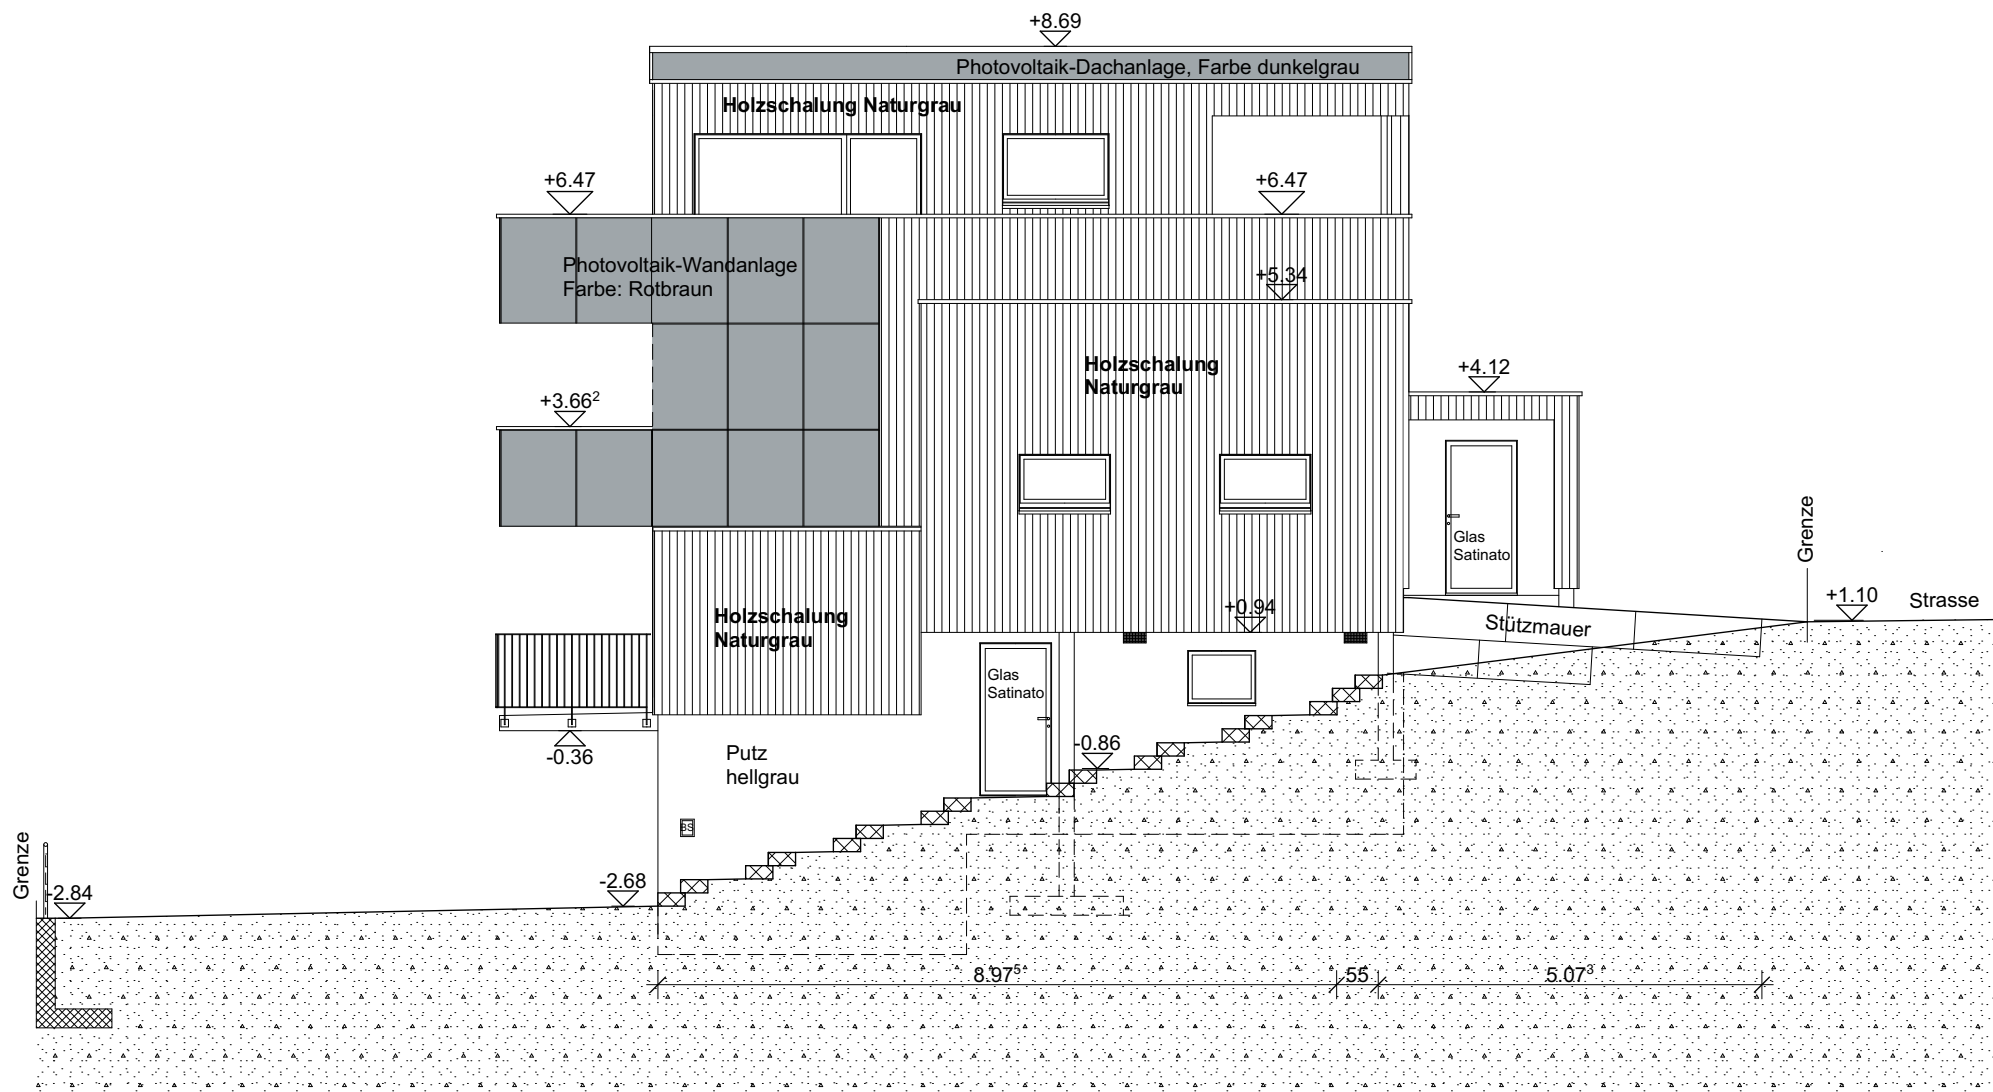 +8.69
Photovoltaik-Dachanlage, Farbe dunkelgrau
Holzschalung Naturgrau
+6.47
+6.47
Photovoltaik-Wandanlage
Farbe: Rotbraun
+5.34
Holzschalung
Naturgrau
+4.12
+3.66²
Glas
Satinato
Grenze
+1.10
Strasse
Stützmauer
+0.94
Holzschalung
Naturgrau
Glas
Satinato
-0.36
Putz
hellgrau
-0.86
BS
Grenze
-2.84
-2.68
8.97⁵
55
5.07³